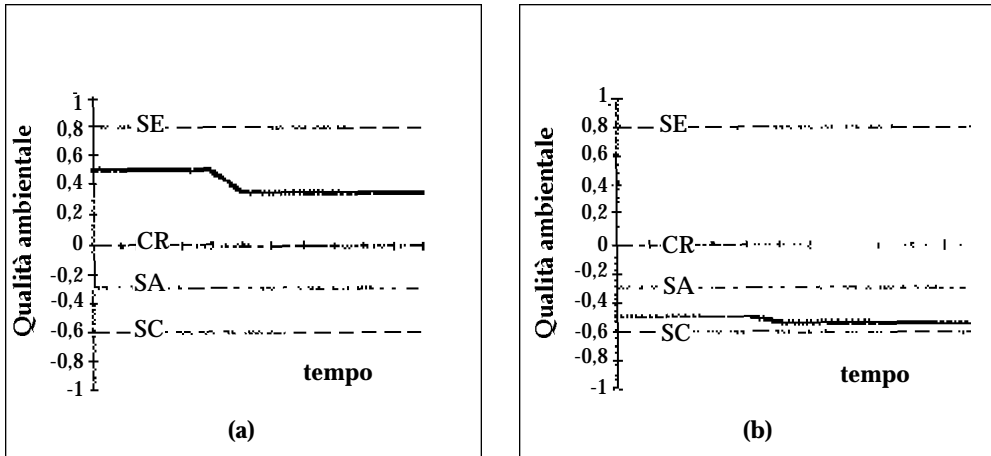 Qualità ambientale
1
0,8
0,6
0,4
0,2
0
-0,2
-0,4
-0,6
-0,8
-1
SE
CR
SA
SC
tempo
(a)
Qualità ambientale
1
0,8
0,6
0,4
0,2
0
-0,2
-0,4
-0,6
-0,8
-1
SE
CR
SA
SC
tempo
(b)